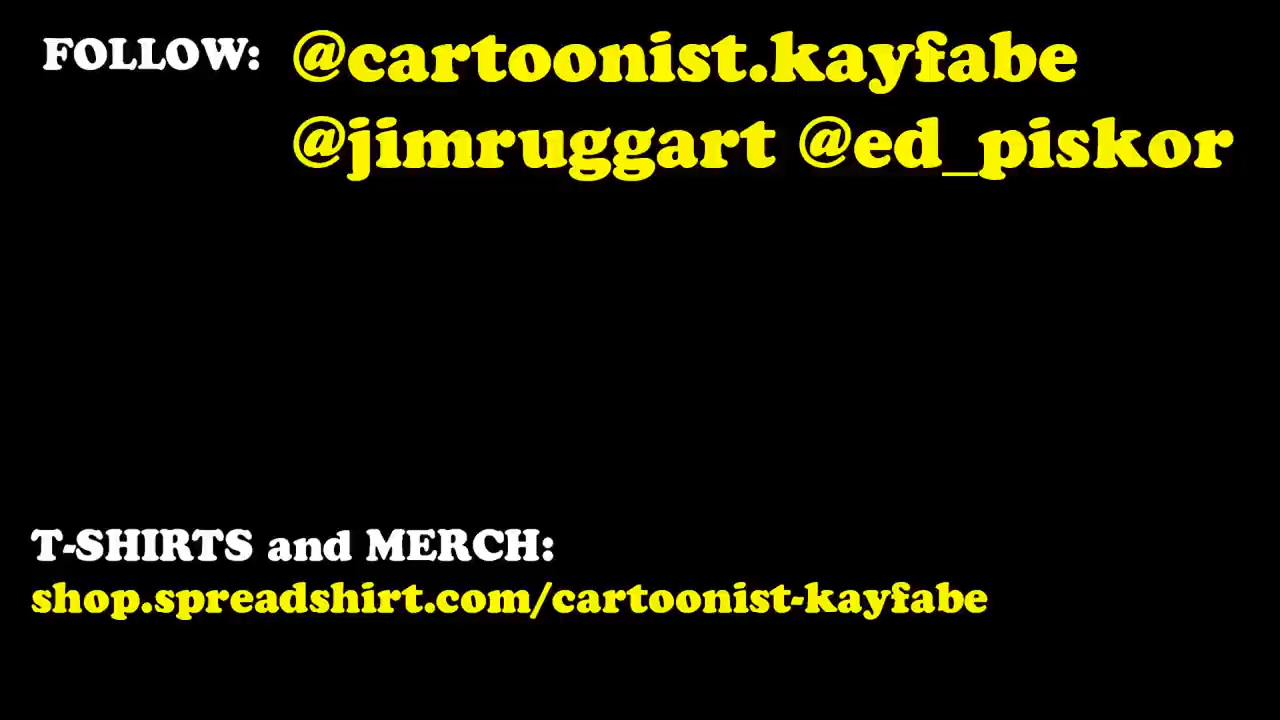 FOLLOW: @cartoonist.kayfabe
@jimruggart @ed_piskor
T-SHIRTS and MERCH:
shop.spreadshirt.com/cartoonist-kayfabe